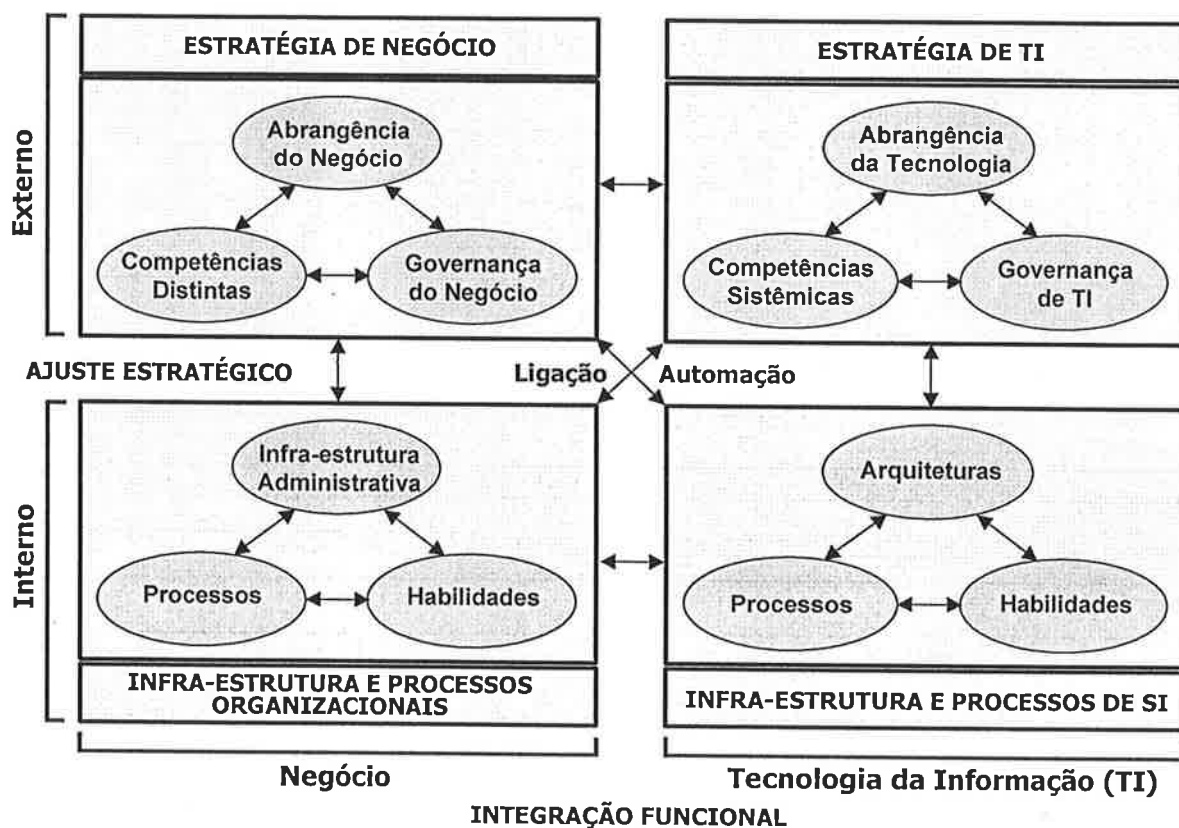 ESTRATÉGIA DE NEGÓCIO
ESTRATÉGIA DE TI
Externo
Abrangência
do Negócio
Competências
Distintas
Governança
do Negócio
Abrangência
da Tecnologia
Competências
Sistêmicas
Governança
de TI
AJUSTE ESTRATÉGICO
Ligação
Automação
Interno
Infra-estrutura
Administrativa
Processos
Habilidades
Arquiteturas
Processos
Habilidades
INFRA-ESTRUTURA E PROCESSOS
ORGANIZACIONAIS
INFRA-ESTRUTURA E PROCESSOS DE SI
Negócio
Tecnologia da Informação (TI)
INTEGRAÇÃO FUNCIONAL